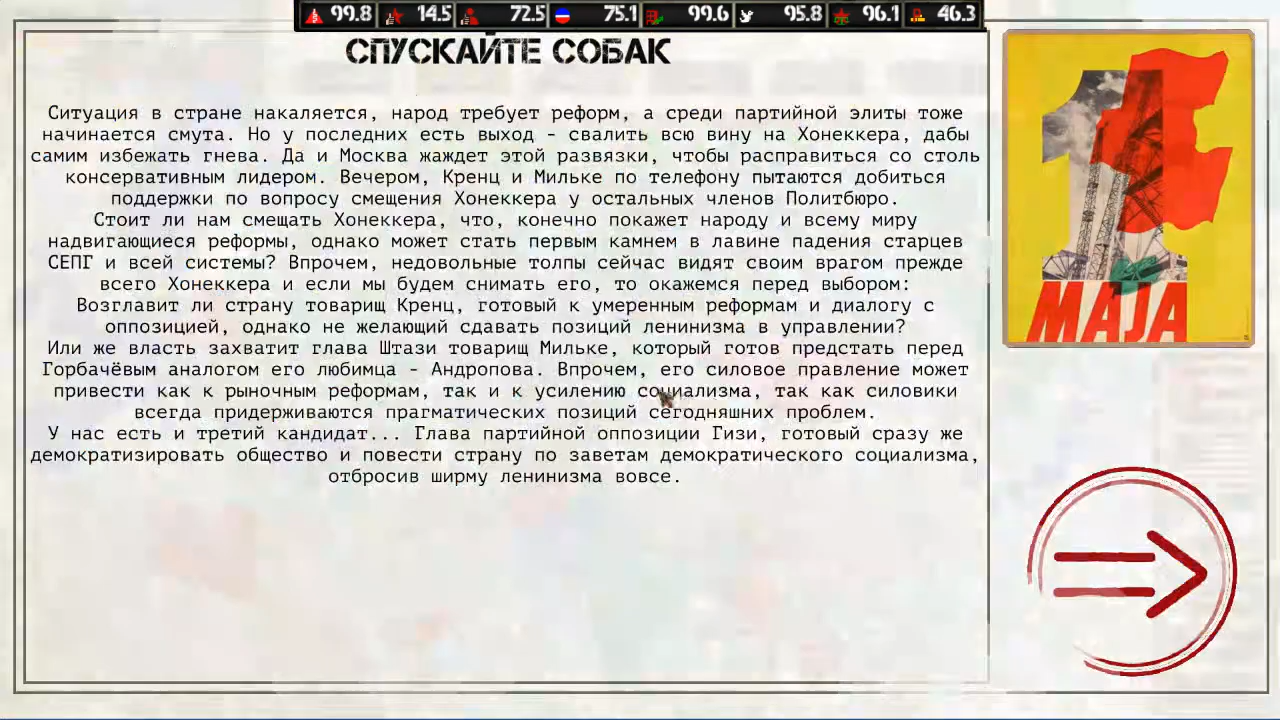 99.8 14.5 72.5 75.1 99.6 95.8 96.1 46.3
СПУСКАЙТЕ СОБАК
Ситуация в стране накаляется, народ требует реформ, а среди партийной элиты тоже
начинается смута. Но у последних есть выход - свалить всю вину на Хонеккера, дабы
самим избежать гнева. Да и Москва жаждет этой развязки, чтобы расправиться со столь
консервативным лидером. Вечером, Кренц и Мильке по телефону пытаются добиться
поддержки по вопросу смещения Хонеккера у остальных членов Политбюро.
Стоит ли нам смещать Хонеккера, что, конечно покажет народу и всему миру
надвигающиеся реформы, однако может стать первым камнем в лавине падения старцев
СЕПГ и всей системы? Впрочем, недовольные толпы сейчас видят своим врагом прежде
всего Хонеккера и если мы будем снимать его, то окажемся перед выбором:
Возглавит ли страну товарищ Кренц, готовый к умеренным реформам и диалогу с
оппозицией, однако не желающий сдавать позиций ленинизма в управлении?
Или же власть захватит глава Штази товарищ Мильке, который готов предстать перед
Горбачёвым аналогом его любимца - Андропова. Впрочем, его силовое правление может
привести как к рыночным реформам, так и к усилению социализма, так как силовики
всегда придерживаются прагматических позиций сегодняшних проблем.
У нас есть и третий кандидат... Глава партийной оппозиции Гизи, готовый сразу же
демократизировать общество и повести страну по заветам демократического социализма,
отбросив ширму ленинизма вовсе.
1
MAJA